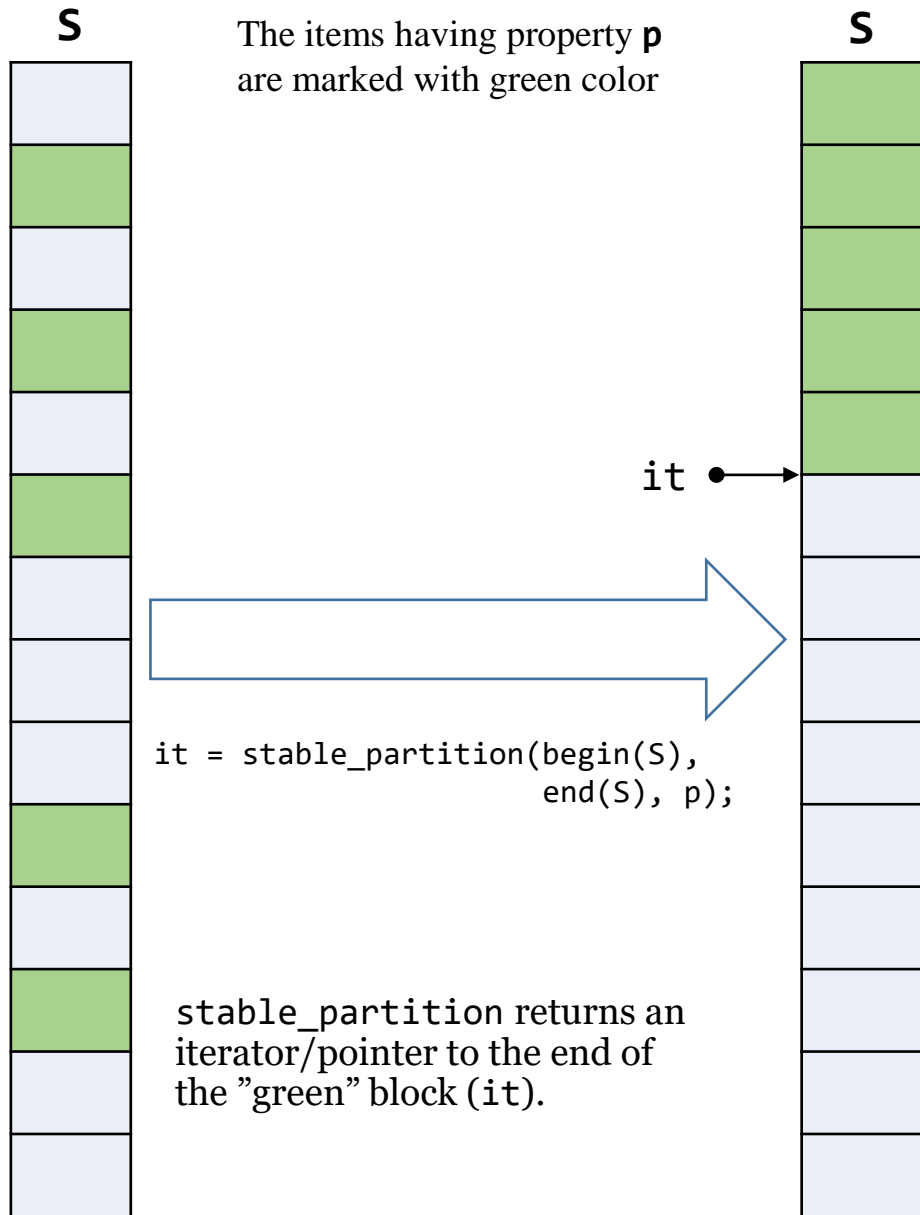 S
The items having property p
are marked with green color
S
it
it = stable_partition(begin(S),
end(S), p);
stable_partition returns an
iterator/pointer to the end of
the ”green” block (it).